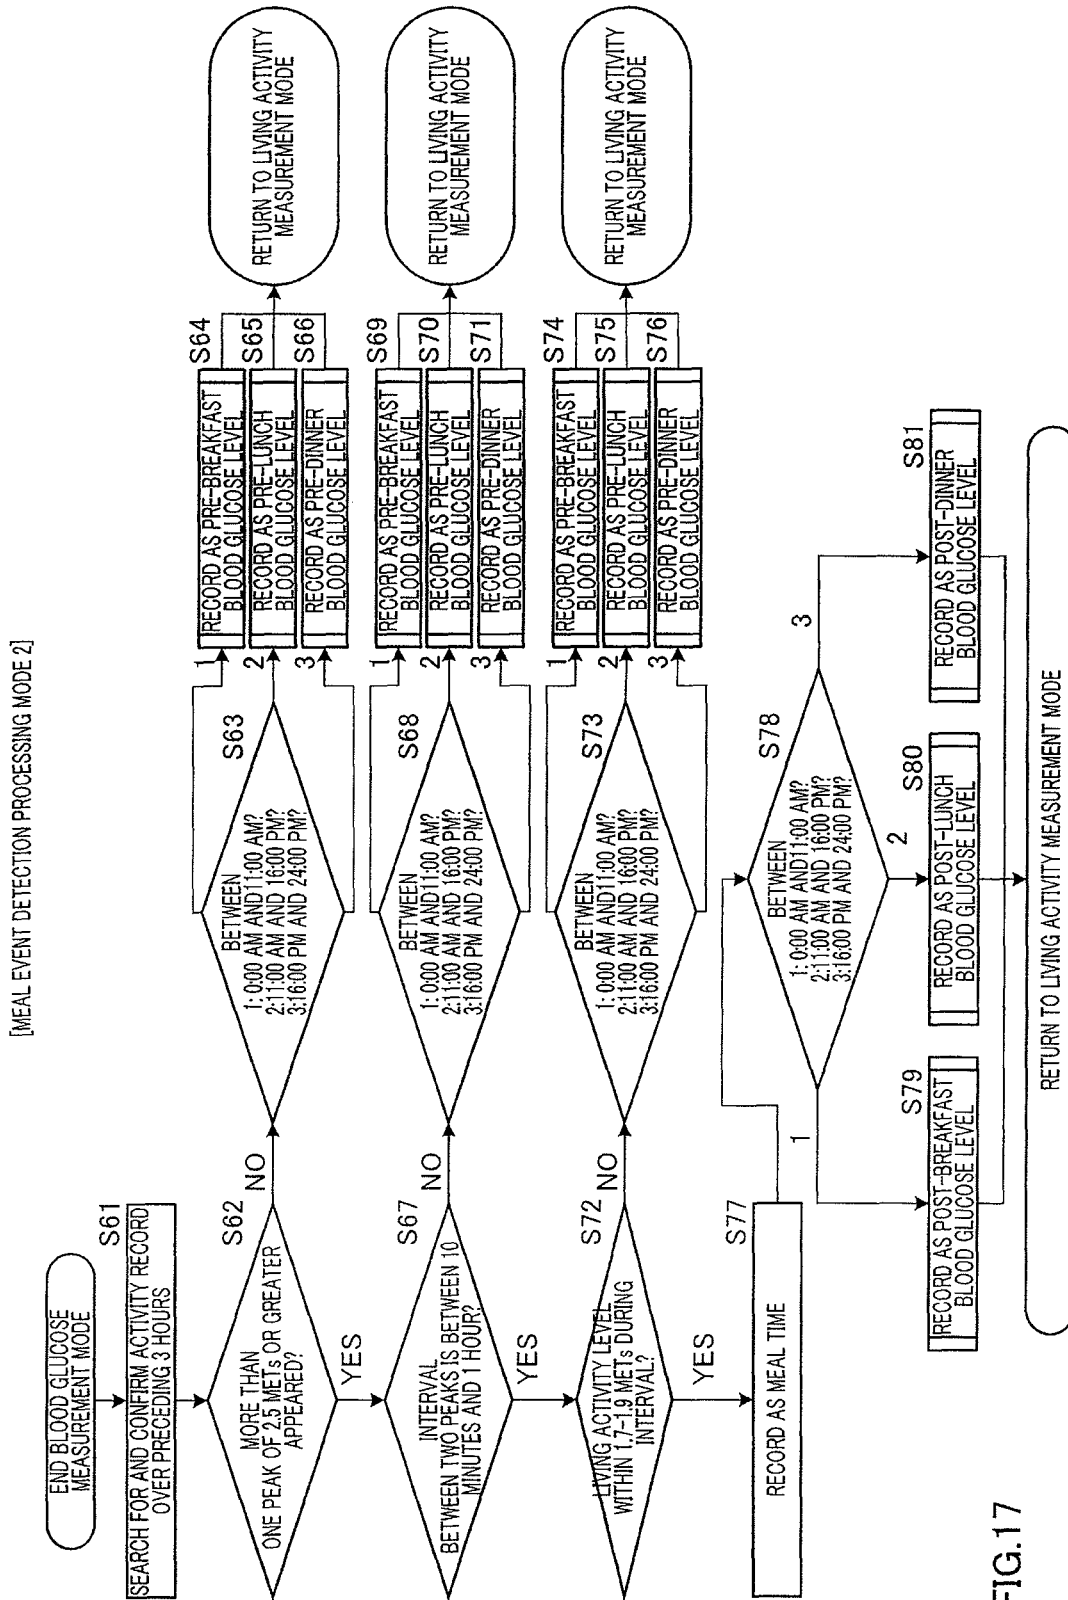 [MEAL EVENT DETECTION PROCESSING MODE 2]
END BLOOD GLUCOSE
MEASUREMENT MODE
S61
SEARCH FOR AND CONFIRM ACTIVITY RECORD
OVER PRECEDING 3 HOURS
S62
MORE THAN
ONE PEAK OF 2.5 METs OR GREATER
APPEARED?
NO
YES
S63
BETWEEN
1: 0:00 AM AND11:00 AM?
2:11:00 AM AND 16:00 PM?
3:16:00 PM AND 24:00 PM?
1
2
3
S64
RECORD AS PRE-BREAKFAST
BLOOD GLUCOSE LEVEL
S65
RECORD AS PRE-LUNCH
BLOOD GLUCOSE LEVEL
S66
RECORD AS PRE-DINNER
BLOOD GLUCOSE LEVEL
RETURN TO LIVING ACTIVITY
MEASUREMENT MODE
S67
INTERVAL
BETWEEN TWO PEAKS IS BETWEEN 10
MINUTES AND 1 HOUR?
NO
YES
S68
BETWEEN
1: 0:00 AM AND11:00 AM?
2:11:00 AM AND 16:00 PM?
3:16:00 PM AND 24:00 PM?
1
2
3
S69
RECORD AS PRE-BREAKFAST
BLOOD GLUCOSE LEVEL
S70
RECORD AS PRE-LUNCH
BLOOD GLUCOSE LEVEL
S71
RECORD AS PRE-DINNER
BLOOD GLUCOSE LEVEL
RETURN TO LIVING ACTIVITY
MEASUREMENT MODE
S72
LIVING ACTIVITY LEVEL
WITHIN 1.7-1.9 METs DURING
INTERVAL?
NO
YES
S73
BETWEEN
1: 0:00 AM AND11:00 AM?
2:11:00 AM AND 16:00 PM?
3:16:00 PM AND 24:00 PM?
1
2
3
S74
RECORD AS PRE-BREAKFAST
BLOOD GLUCOSE LEVEL
S75
RECORD AS PRE-LUNCH
BLOOD GLUCOSE LEVEL
S76
RECORD AS PRE-DINNER
BLOOD GLUCOSE LEVEL
RETURN TO LIVING ACTIVITY
MEASUREMENT MODE
S77
RECORD AS MEAL TIME
S78
BETWEEN
1: 0:00 AM AND11:00 AM?
2:11:00 AM AND 16:00 PM?
3:16:00 PM AND 24:00 PM?
1
2
3
S79
RECORD AS POST-BREAKFAST
BLOOD GLUCOSE LEVEL
S80
RECORD AS POST-LUNCH
BLOOD GLUCOSE LEVEL
S81
RECORD AS POST-DINNER
BLOOD GLUCOSE LEVEL
RETURN TO LIVING ACTIVITY MEASUREMENT MODE
FIG.17